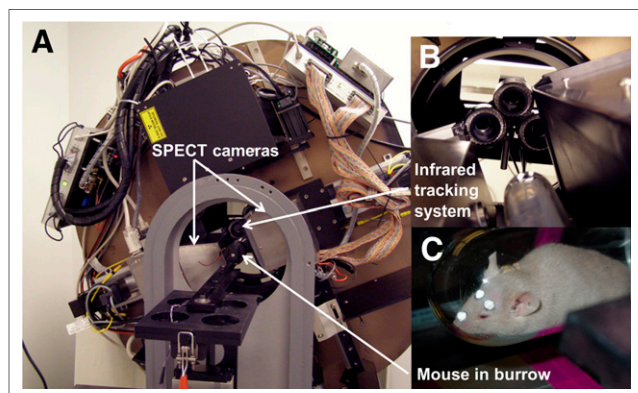 A
SPECT cameras
B
Infrared
tracking
system
C
Mouse in burrow